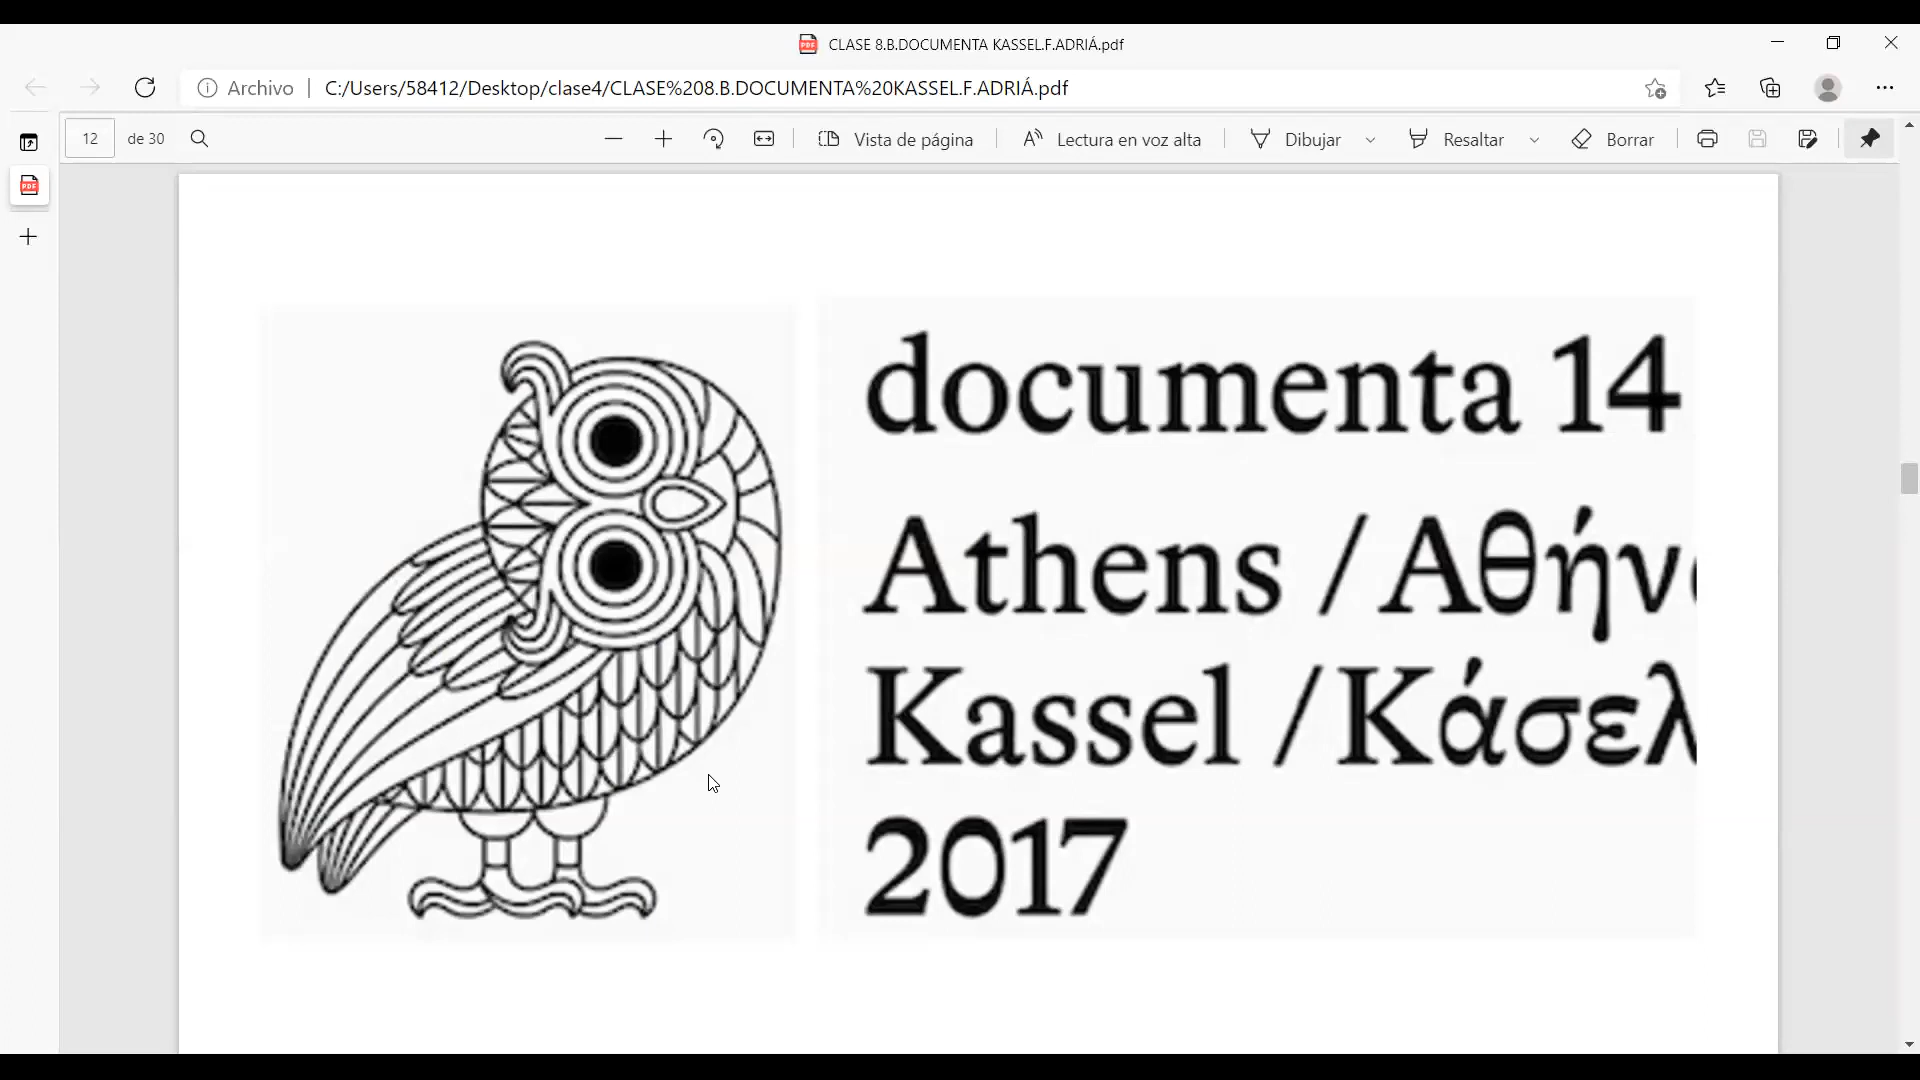 CLASE 8.B.DOCUMENTA KASSEL.F.ADRIÁ.pdf
Archivo | C:/Users/58412/Desktop/clase4/CLASE%208.B.DOCUMENTA%20KASSEL.F.ADRIÁ.pdf
12 de 30 Vista de página Lectura en voz alta Dibujar Resaltar Borrar
documenta 14
Athens / Αθήν
Kassel / Κάσελ
2017